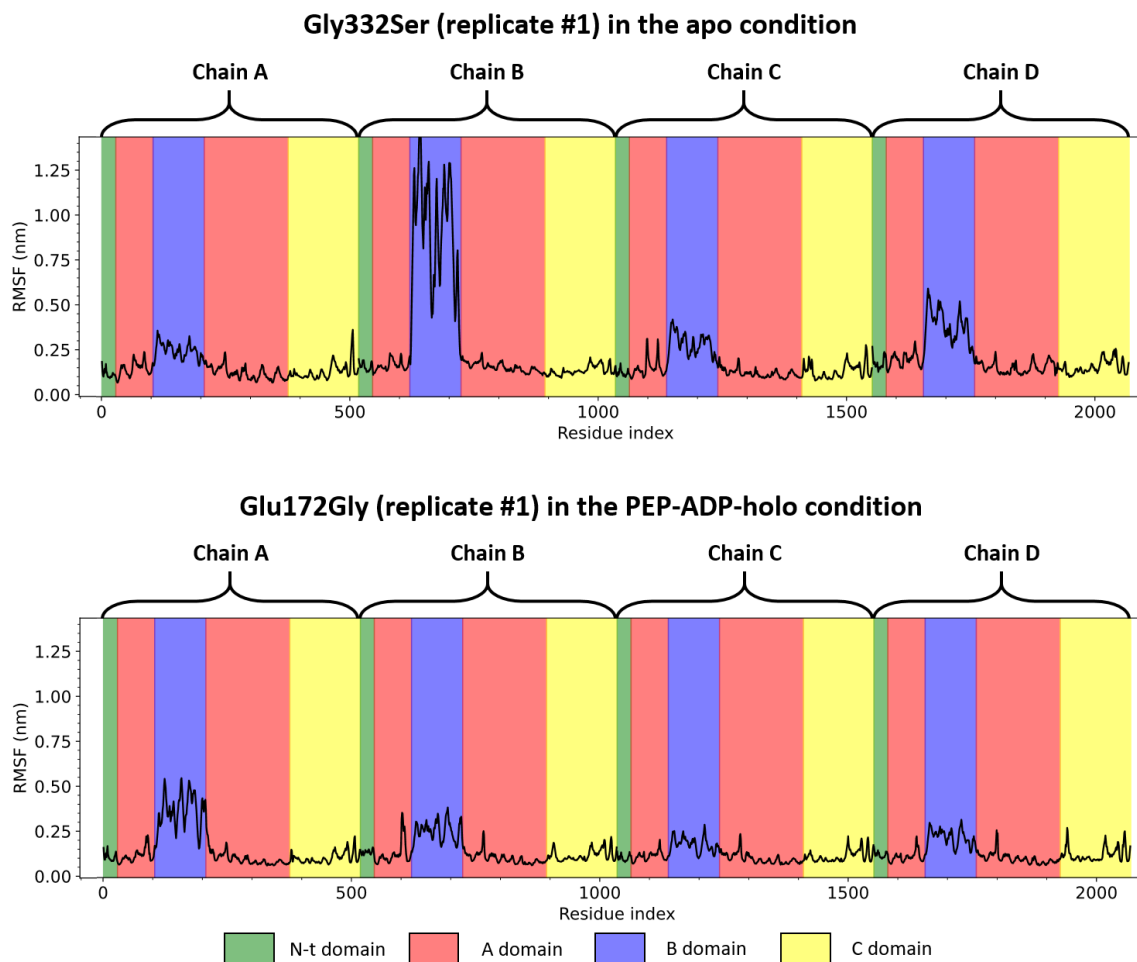 Gly332Ser (replicate #1) in the apo condition
Chain A Chain B Chain C Chain D
1.25
1.00
0.75
0.50
0.25
0.00
RMSF (nm)
0 500 1000 1500 2000
Residue index
Glu172Gly (replicate #1) in the PEP-ADP-holo condition
Chain A Chain B Chain C Chain D
1.25
1.00
0.75
0.50
0.25
0.00
RMSF (nm)
0 500 1000 1500 2000
Residue index
N-t domain A domain B domain C domain